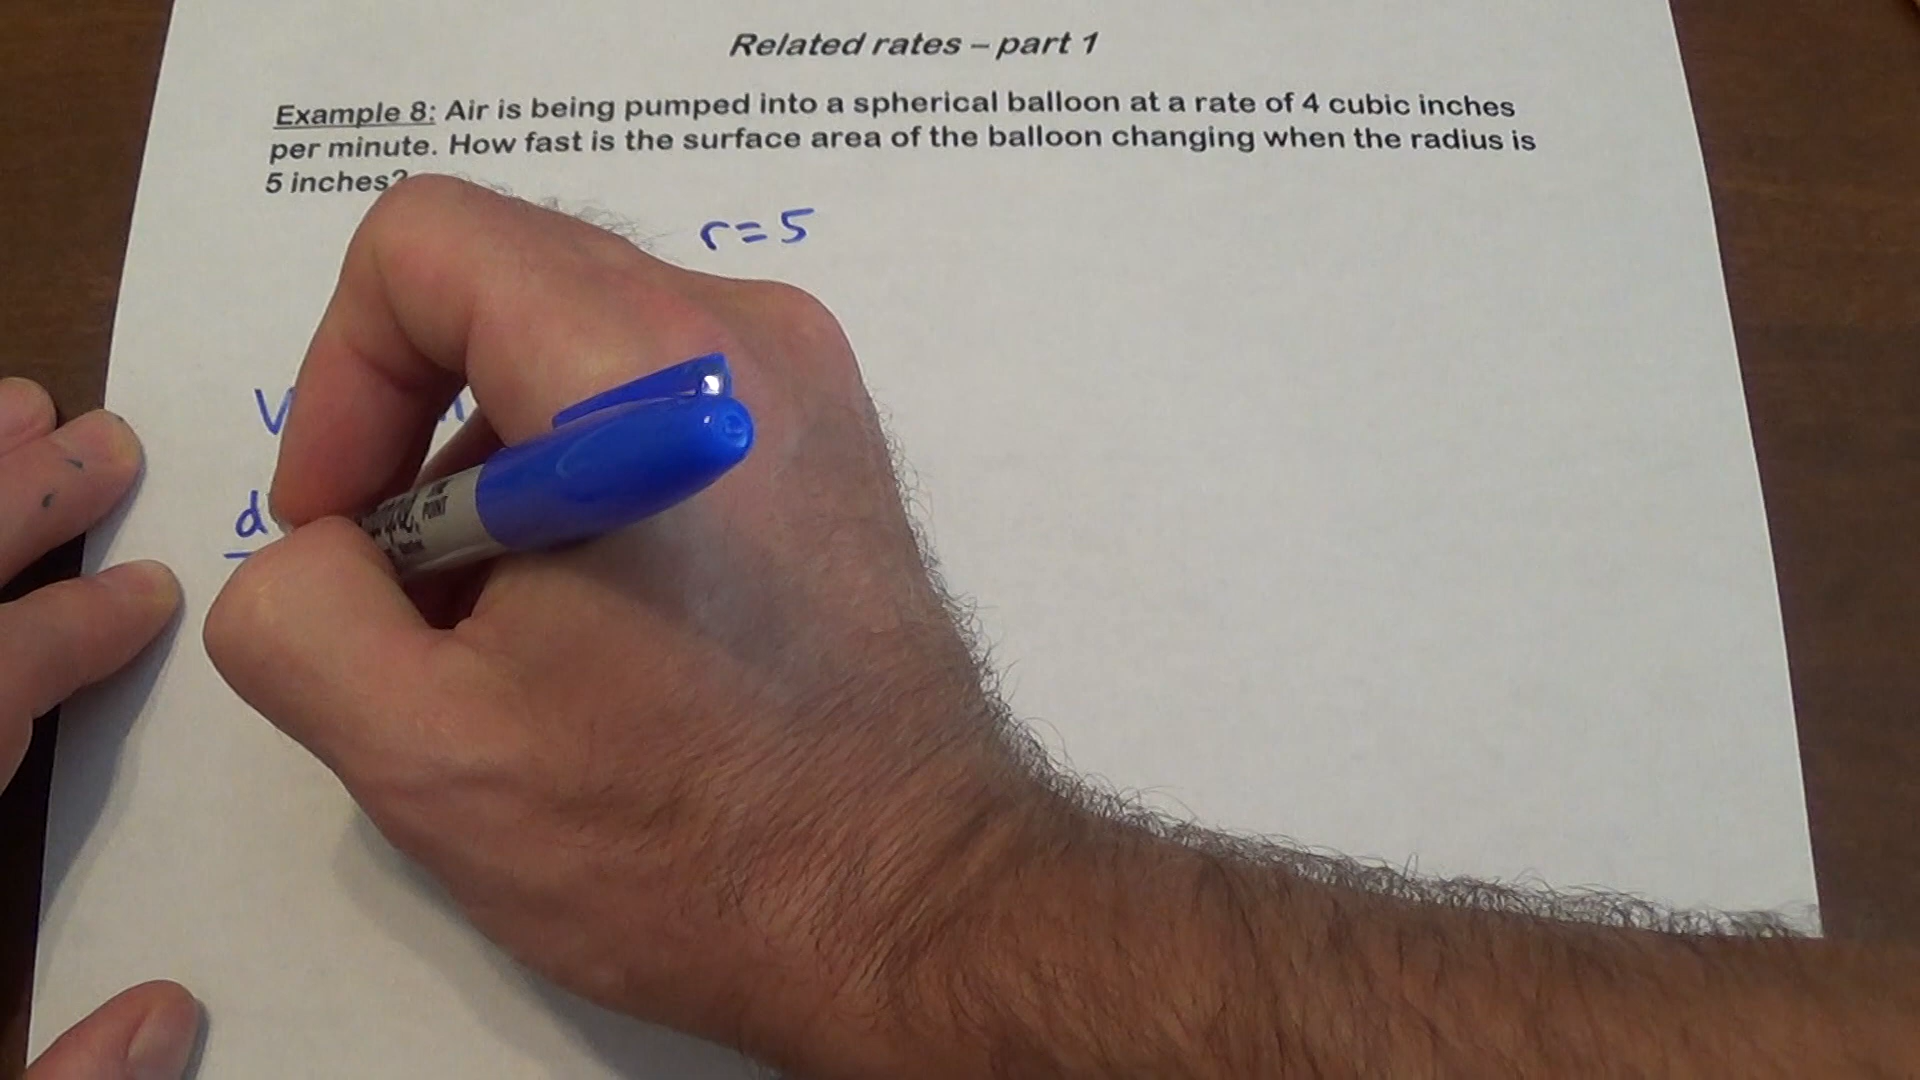 Related rates – part 1
Example 8: Air is being pumped into a spherical balloon at a rate of 4 cubic inches
per minute. How fast is the surface area of the balloon changing when the radius is
5 inches?
r=5
V
d
POINT